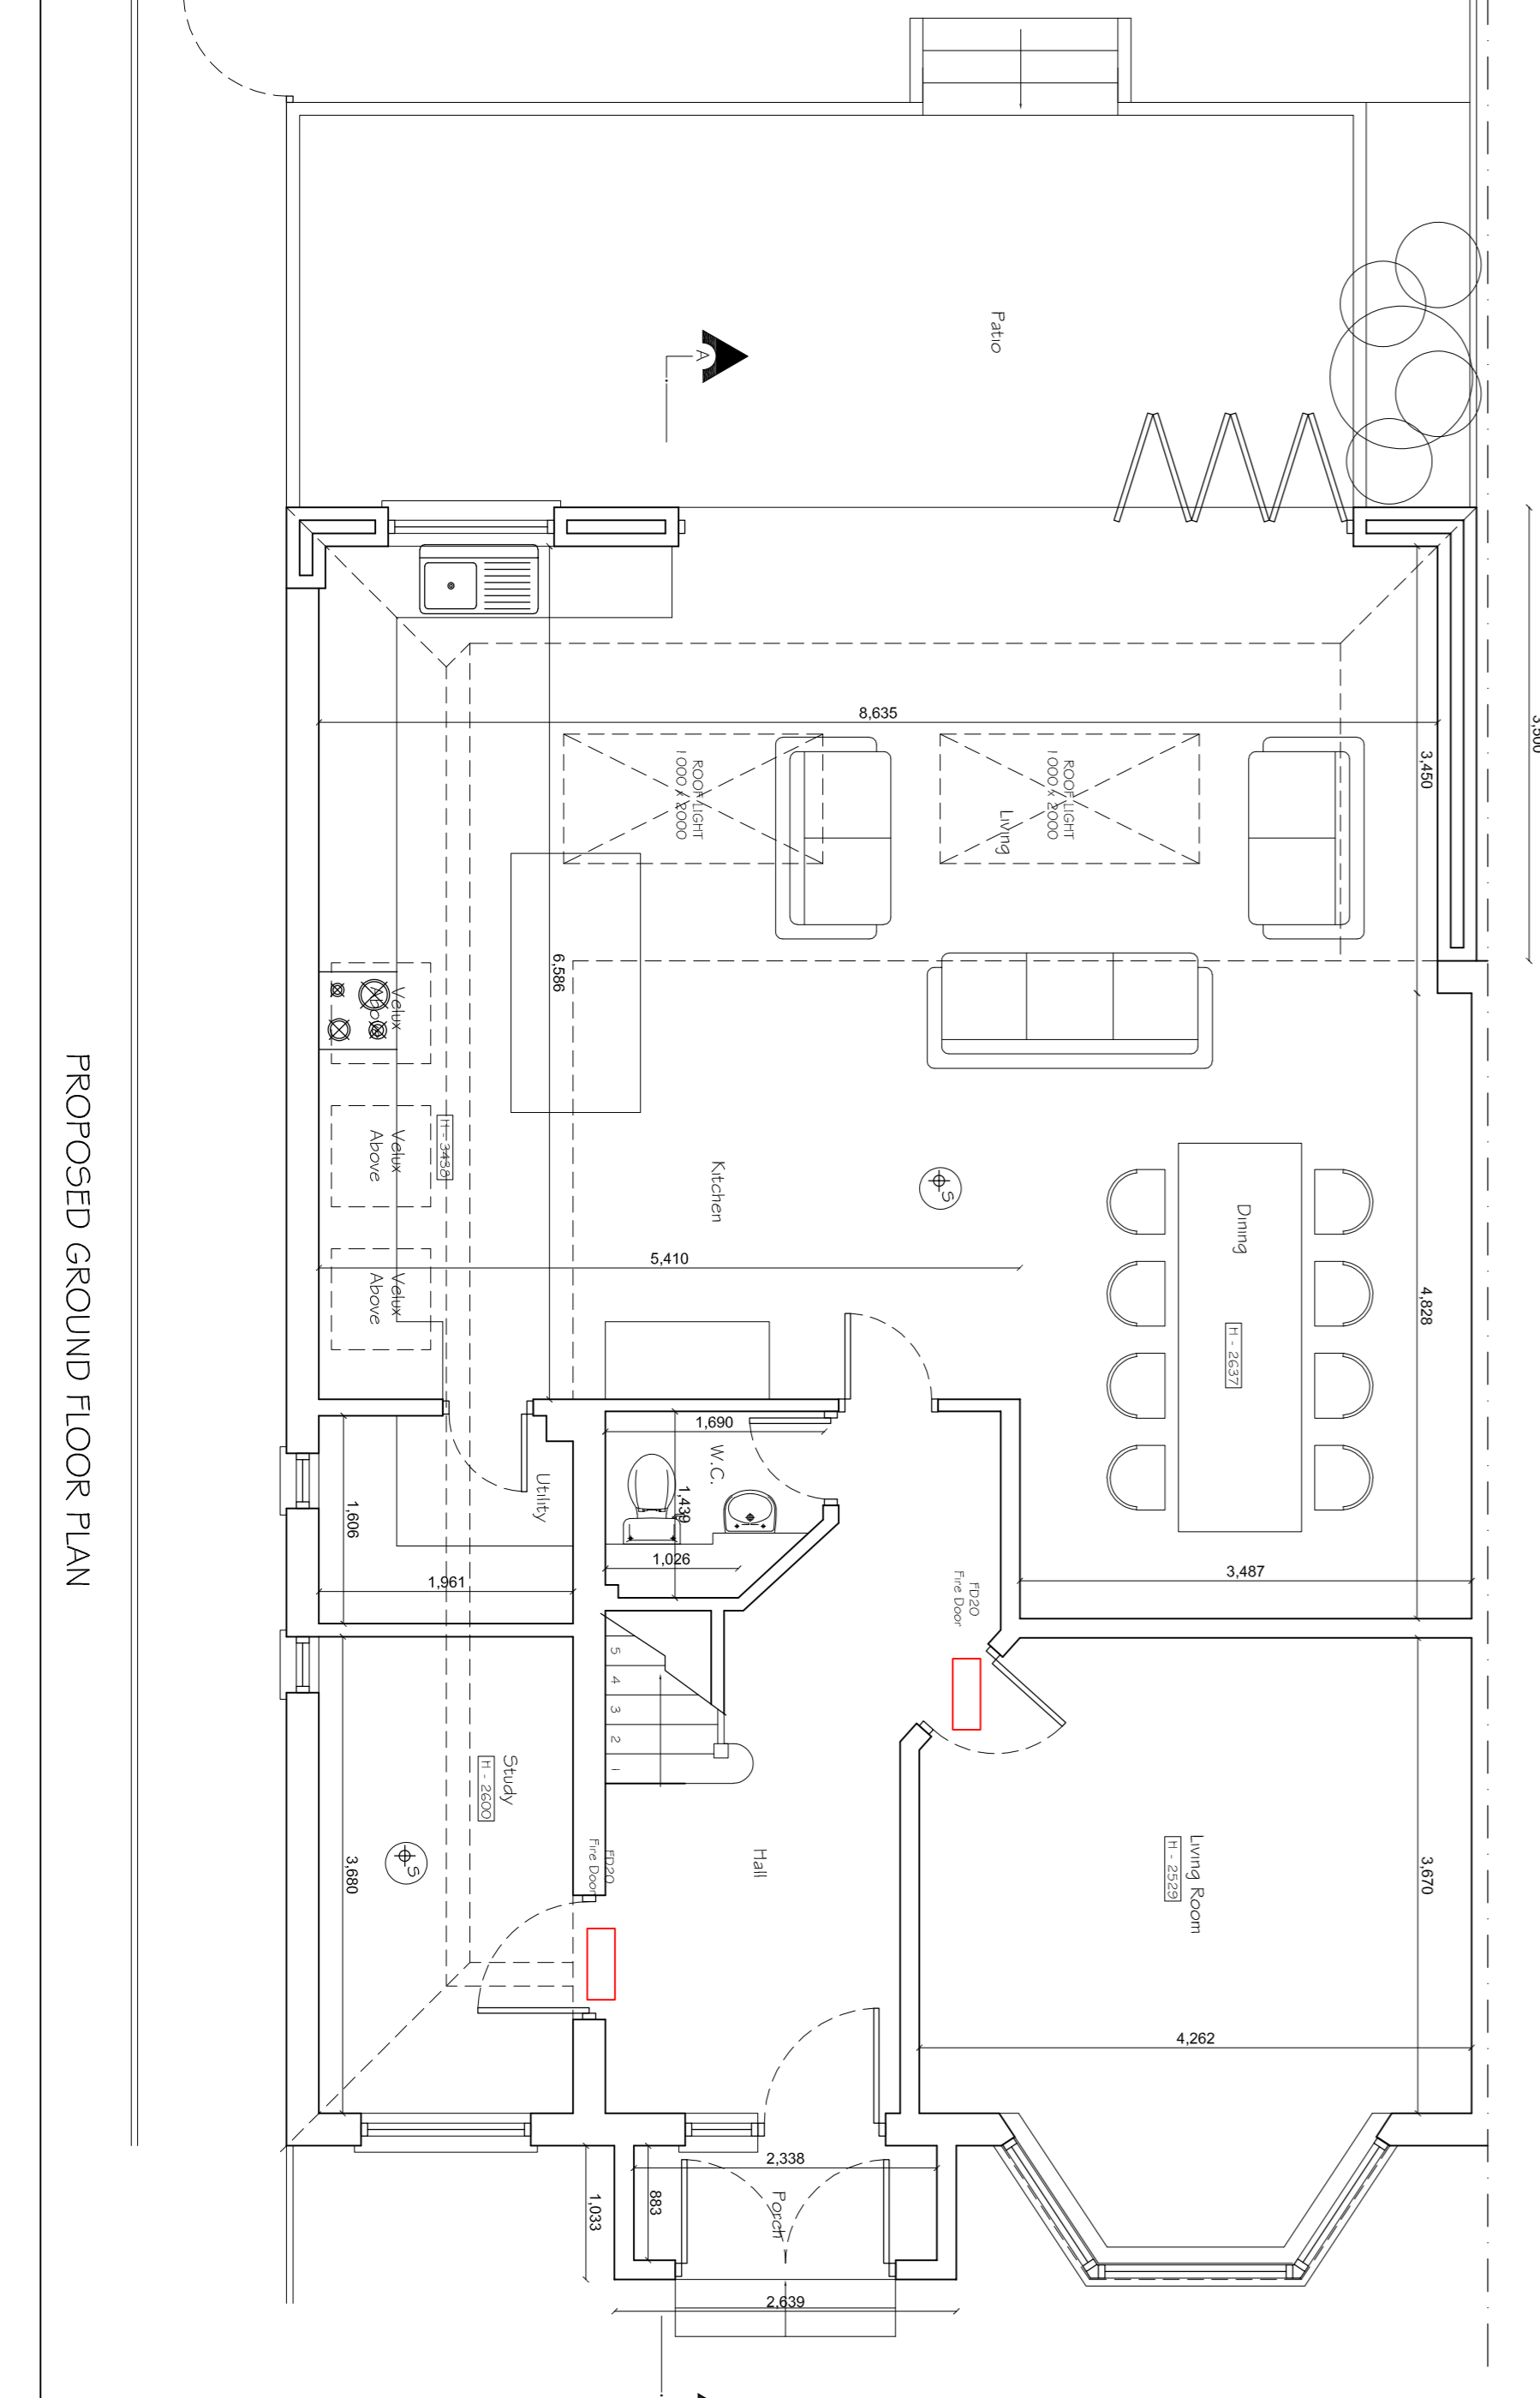 Patio
A
3,500
8,635
3,450
ROOF LIGHT
1000 x 2000
ROOF LIGHT
1000 x 2000
Living
6,586
Velux
Above
Velux
Above
Velux
Above
H - 3438
Kitchen
S
Dining
H - 2637
5,410
4,828
1,690
W.C.
1,439
1,026
Utility
1,606
1,961
3,487
FD20
Fire Door
5
4
3
2
1
Study
H - 2600
S
3,680
FD20
Fire Door
Hall
Living Room
H - 2529
3,670
4,262
2,338
883
Porch
1,033
2,639
PROPOSED GROUND FLOOR PLAN